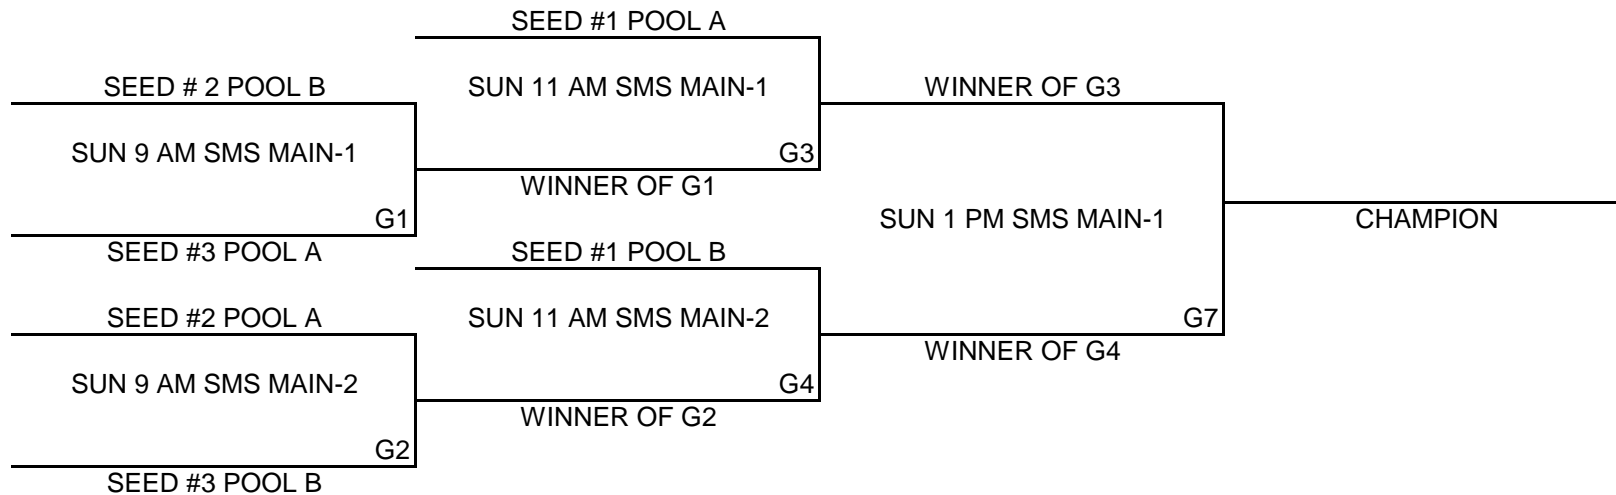 SEED #1 POOL A
SEED # 2 POOL B
SUN 11 AM SMS MAIN-1
WINNER OF G3
SUN 9 AM SMS MAIN-1
G3
WINNER OF G1
G1
SUN 1 PM SMS MAIN-1
CHAMPION
SEED #3 POOL A
SEED #1 POOL B
SEED #2 POOL A
SUN 11 AM SMS MAIN-2
G7
WINNER OF G4
SUN 9 AM SMS MAIN-2
G4
WINNER OF G2
G2
SEED #3 POOL B